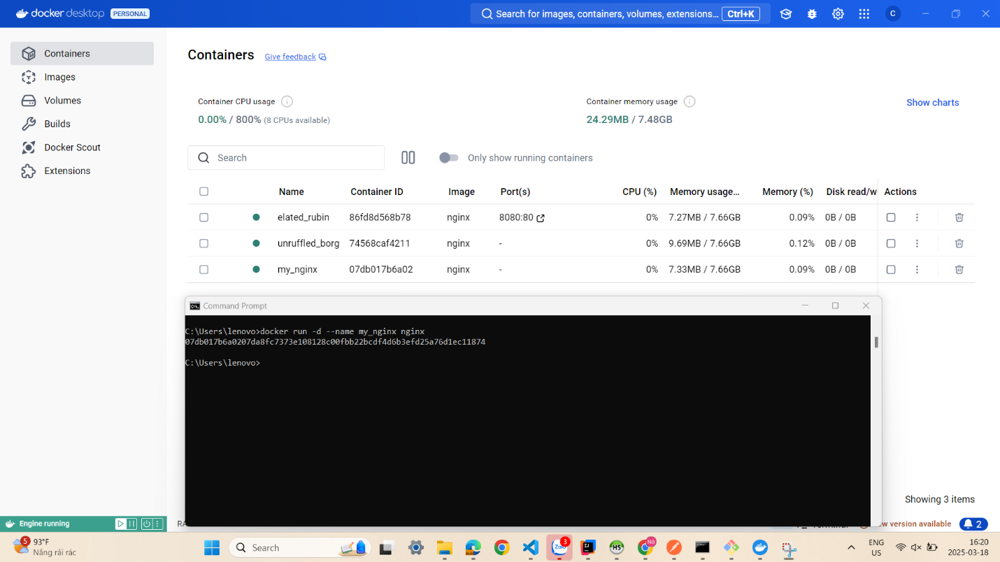 docker desktop PERSONAL
Search for images, containers, volumes, extensions... Ctrl+K
C
Containers
Images
Volumes
Builds
Docker Scout
Extensions
Containers Give feedback
Container CPU usage
0.00% / 800% (8 CPUs available)
Container memory usage
24.29MB / 7.48GB
Show charts
Search
Only show running containers
Name Container ID Image Port(s) CPU (%) Memory usage... Memory (%) Disk read/w Actions
elated_rubin 86fd8d568b78 nginx 8080:80 0% 7.27MB / 7.66GB 0.09% 0B / 0B
unruffled_borg 74568caf4211 nginx - 0% 9.69MB / 7.66GB 0.12% 0B / 0B
my_nginx 07db017b6a02 nginx - 0% 7.33MB / 7.66GB 0.09% 0B / 0B
Command Prompt
C:\Users\lenovo>docker run -d --name my_nginx nginx
07db017b6a0207da8fc7373e108128c00fbb22bcdf4d6b3efd25a76d1ec11874
C:\Users\lenovo>
Showing 3 items
Engine running
RA
version available
2
5
93°F
Nắng rải rác
Search
Zalo
3
HS
Nô
ENG
US
16:20
2025-03-18